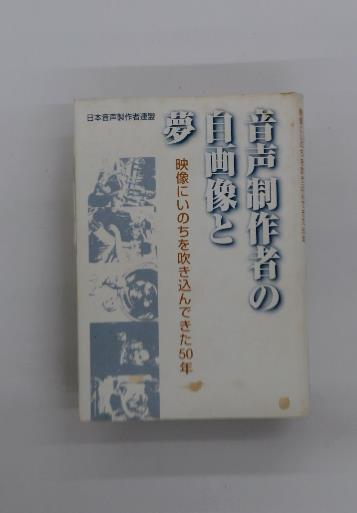 日本音声製作者連盟
音声制作者の
自画像と
夢
映像にいのちを吹き込んできた50年